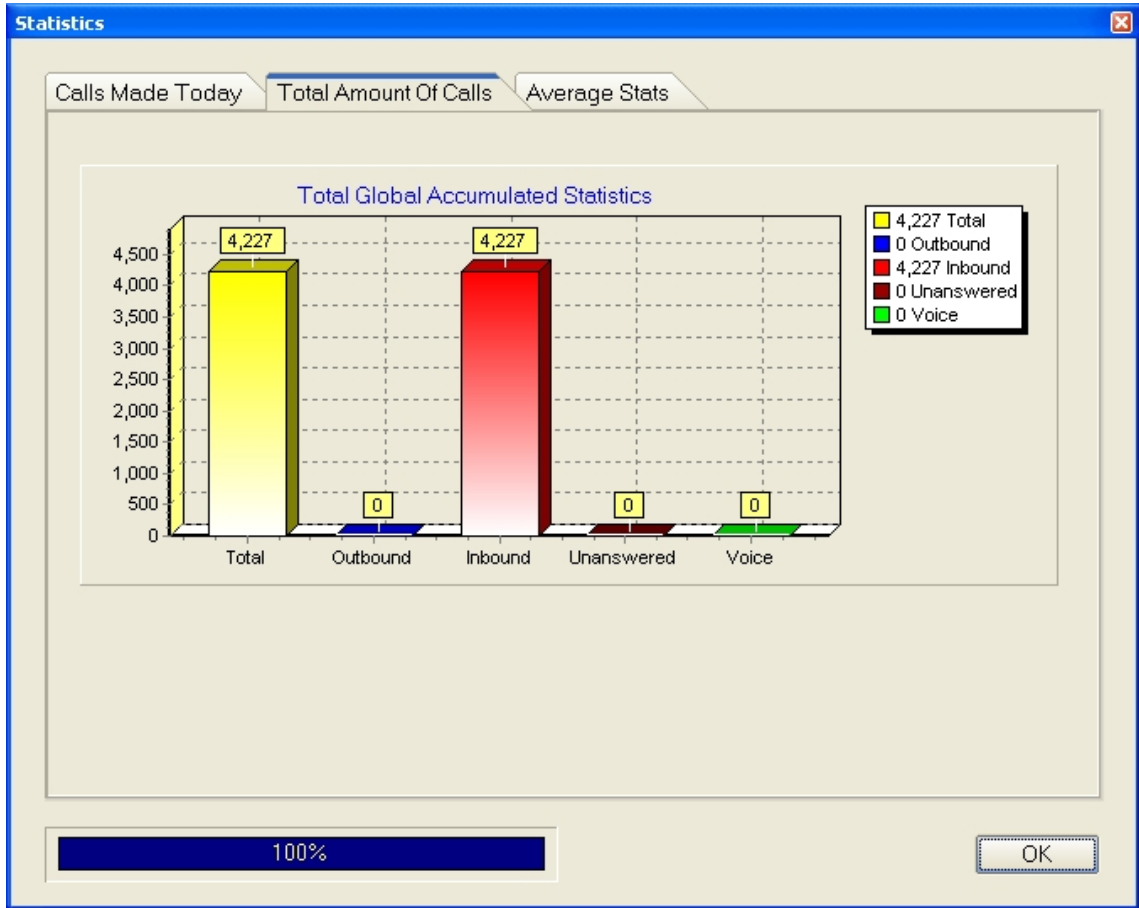 Statistics
Calls Made Today
Total Amount Of Calls
Average Stats
Total Global Accumulated Statistics
4,227 Total
0 Outbound
4,227 Inbound
0 Unanswered
0 Voice
4,227
4,227
4,500
4,000
3,500
3,000
2,500
2,000
1,500
1,000
500
0
0
0
0
Total
Outbound
Inbound
Unanswered
Voice
100%
OK